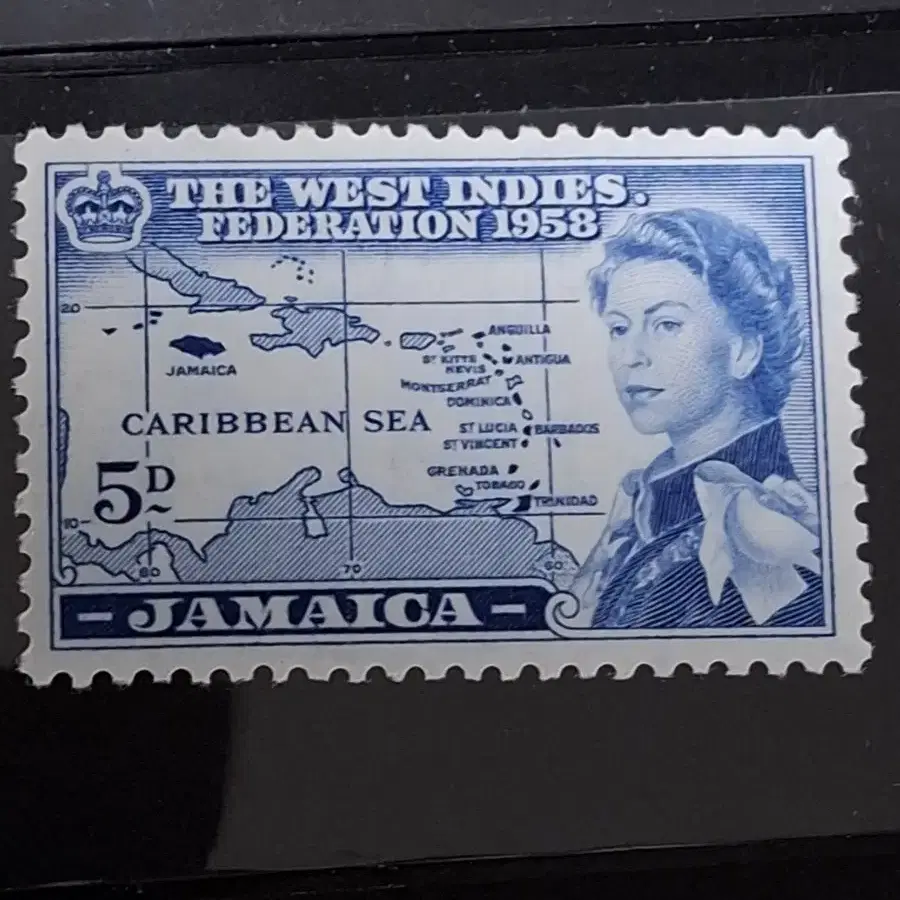 THE WEST INDIES.
FEDERATION 1958
20
ANGUILLA
ST KITTS
ANTIGUA
NEVIS
JAMAICA
MONTSERRAT
DOMINICA
CARIBBEAN SEA
ST LUCIA
BARBADOS
ST VINCENT
GRENADA
5D
TOBAGO
TRINIDAD
10
80
70
60
- JAMAICA -